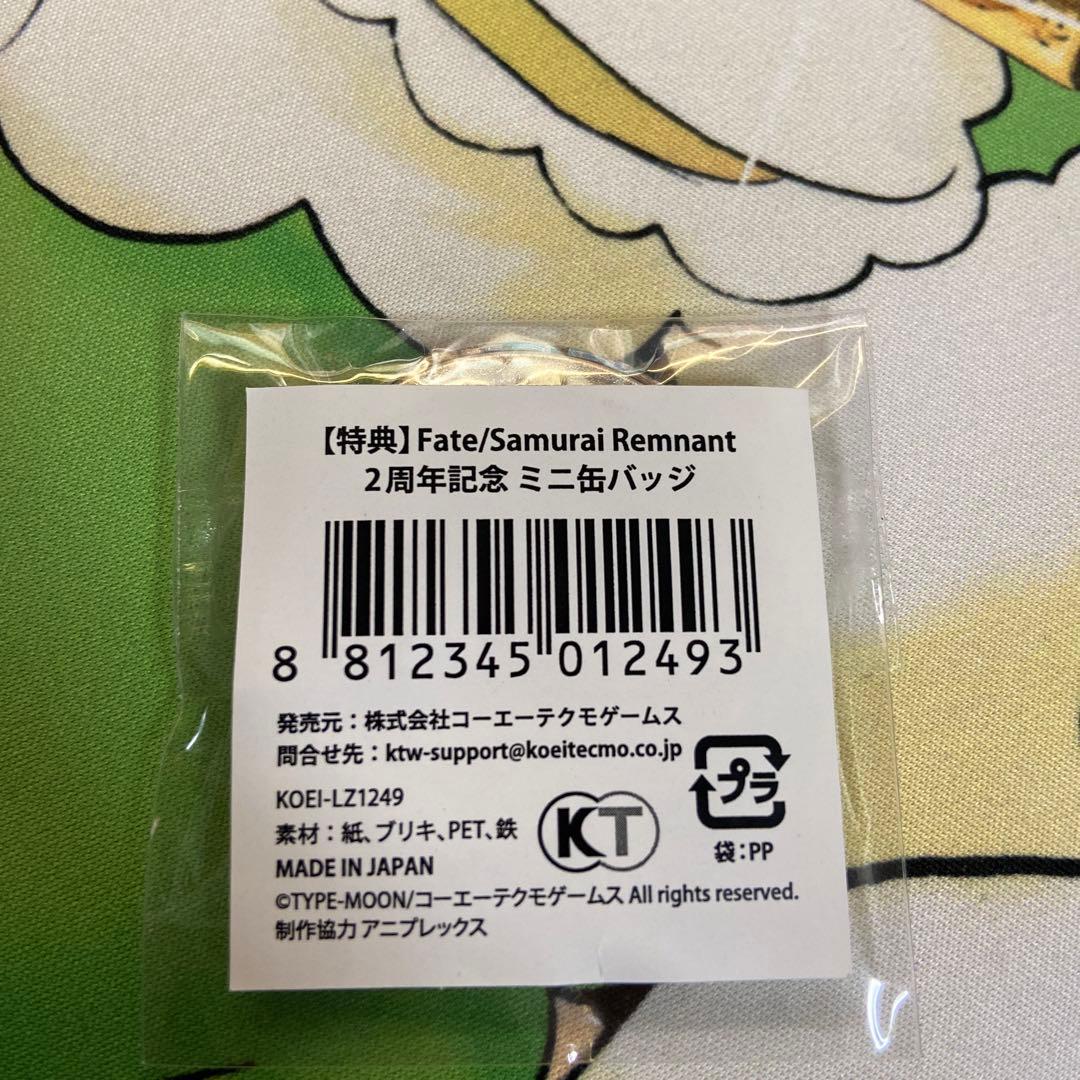 【特典】Fate/Samurai Remnant
2周年記念 ミニ缶バッジ
8 812345 012493
発売元：株式会社コーエーテクモゲームス
問合せ先：ktw-support@koeitecmo.co.jp
KOEI-LZ1249
素材：紙、ブリキ、PET、鉄
MADE IN JAPAN
KT
プラ
袋：PP
©TYPE-MOON/コーエーテクモゲームス All rights reserved.
制作協力 アニプレックス